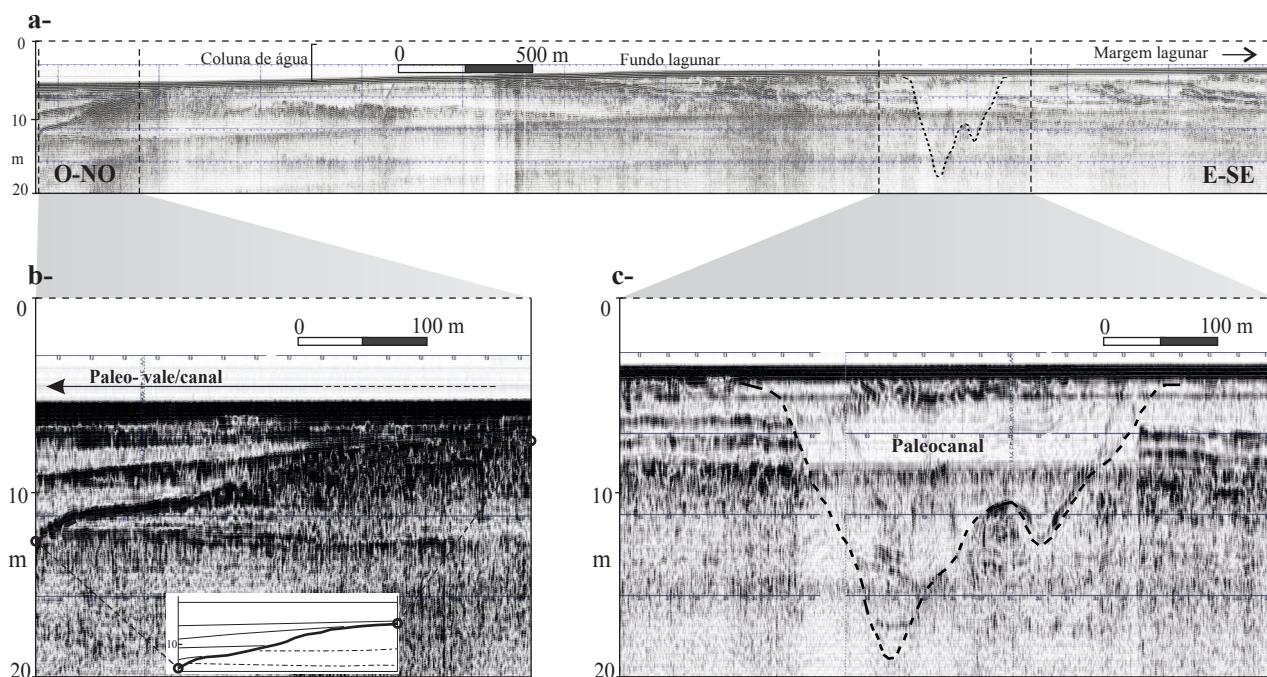 a-
0
Coluna de água
0
500 m
Fundo lagunar
Margem lagunar
10
m
O-NO
E-SE
20
b-
0
0
100 m
Paleo- vale/canal
10
m
10
20
c-
0
0
100 m
Paleocanal
10
m
20